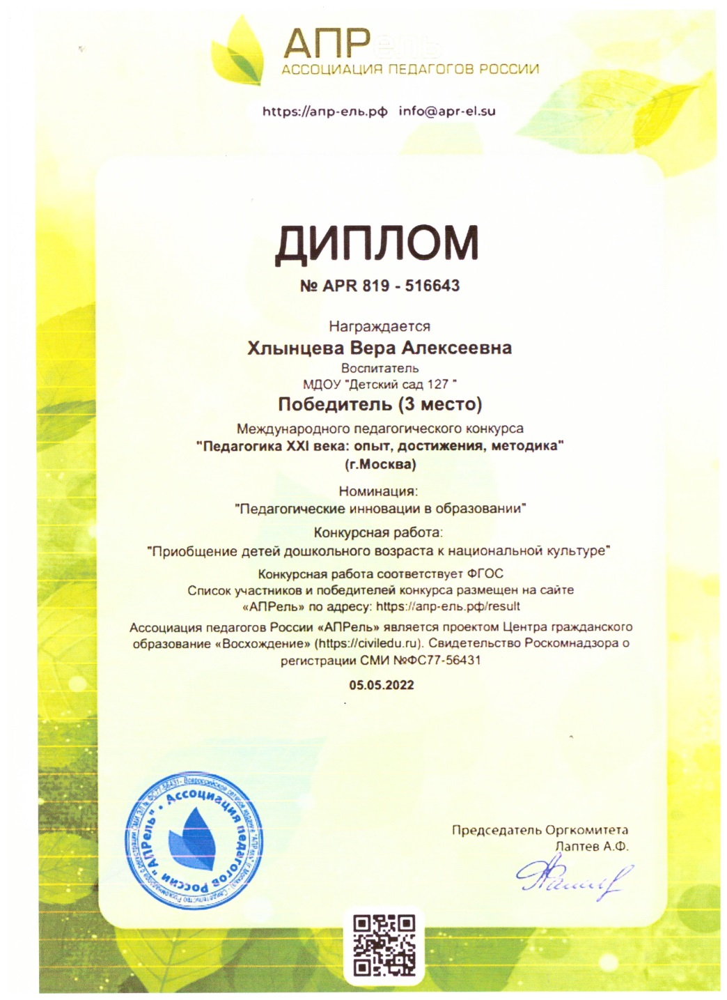 АПРель
АССОЦИАЦИЯ ПЕДАГОГОВ РОССИИ
https://апр-ель.рф info@apr-el.su
ДИПЛОМ
№ APR 819 - 516643
Награждается
Хлынцева Вера Алексеевна
Воспитатель
МДОУ "Детский сад 127 "
Победитель (3 место)
Международного педагогического конкурса
"Педагогика XXI века: опыт, достижения, методика"
(г.Москва)
Номинация:
"Педагогические инновации в образовании"
Конкурсная работа:
"Приобщение детей дошкольного возраста к национальной культуре"
Конкурсная работа соответствует ФГОС
Список участников и победителей конкурса размещен на сайте
«АПРель» по адресу: https://апр-ель.рф/result
Ассоциация педагогов России «АПРель» является проектом Центра гражданского
образование «Восхождение» (https://civiledu.ru). Свидетельство Роскомнадзора о
регистрации СМИ №ФС77-56431
05.05.2022
Ассоциация педагогов России "АПРель"
Председатель Оргкомитета
Лаптев А.Ф.